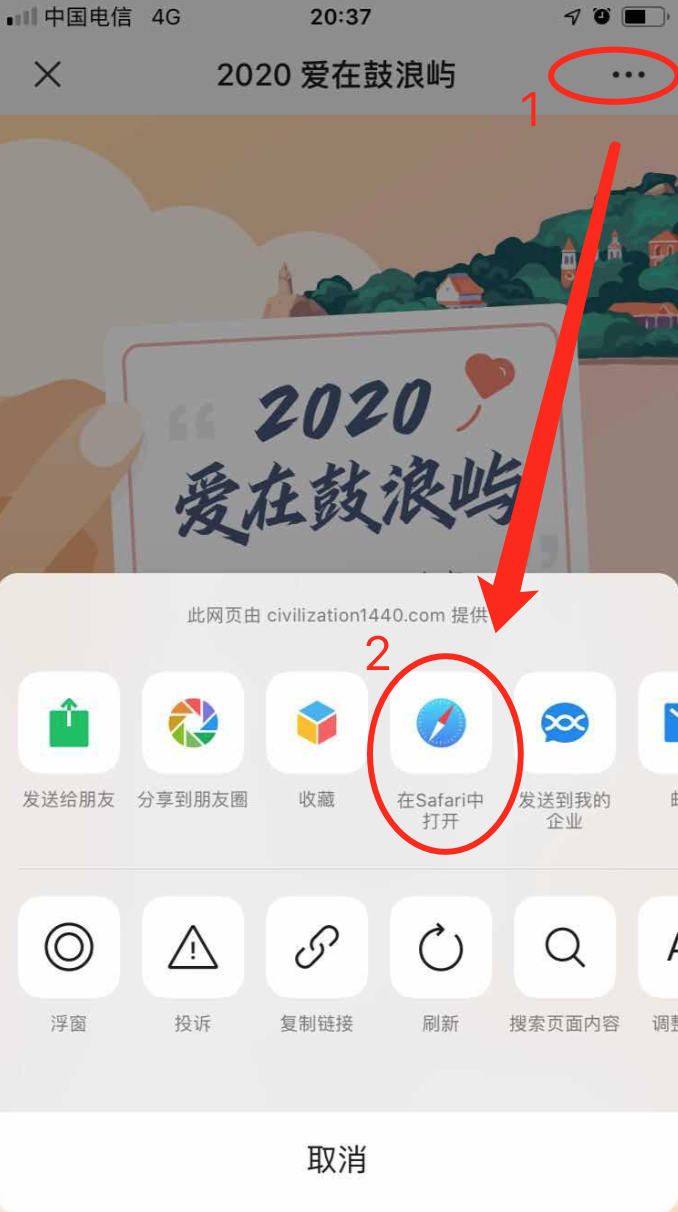 中国电信 4G 20:37
2020 爱在鼓浪屿
1
2020
爱在鼓浪屿
此网页由 civilization1440.com 提供
2
发送给朋友
分享到朋友圈
收藏
在Safari中
打开
发送到我的
企业
浮窗
投诉
复制链接
刷新
搜索页面内容
调整
取消